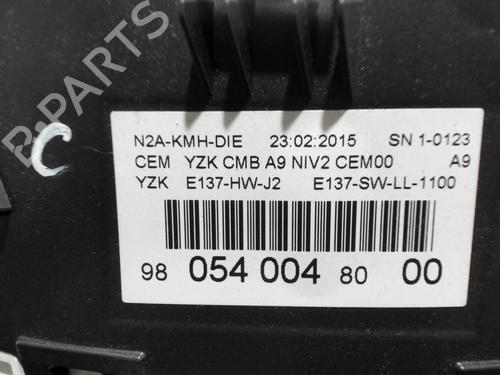 B-PARTS
C
N2A-KMH-DIE 23:02:2015 SN 1-0123
CEM YZK CMB A9 NIV2 CEM00 A9
YZK E137-HW-J2 E137-SW-LL-1100
98 054 004 80 00